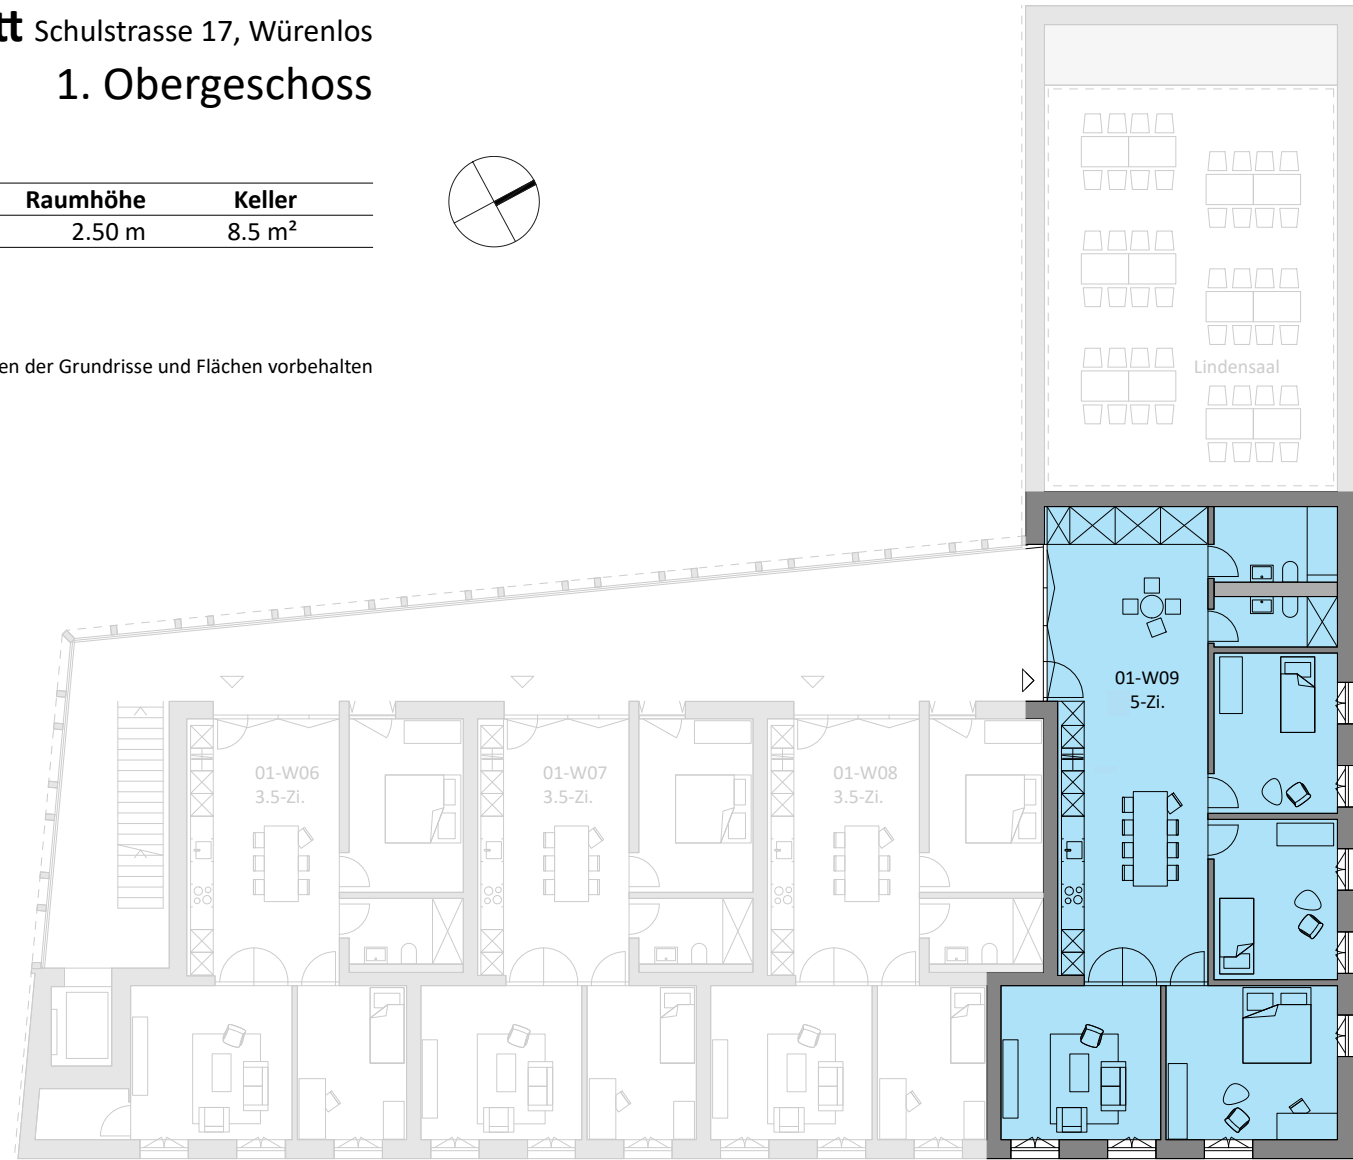 tt Schulstrasse 17, Würenlos
1. Obergeschoss
Raumhöhe Keller
2.50 m 8.5 m²
en der Grundrisse und Flächen vorbehalten
Lindensaal
01-W09
5-Zi.
01-W06
3.5-Zi.
01-W07
3.5-Zi.
01-W08
3.5-Zi.